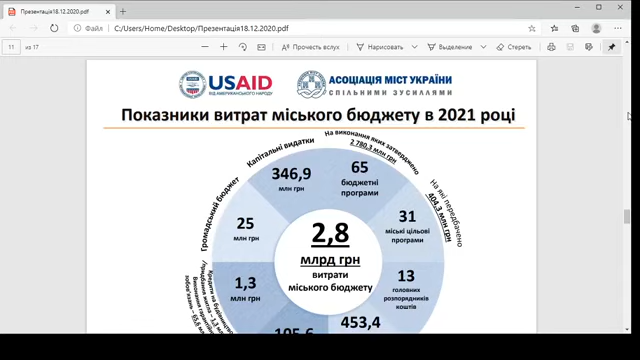 Презентація18.12.2020.pdf
C:/Users/Home/Desktop/Презентація18.12.2020.pdf
11 из 17
Прочесть вслух
Нарисовать
Выделение
Стереть
USAID
ВІД АМЕРИКАНСЬКОГО НАРОДУ
АСОЦІАЦІЯ МІСТ УКРАЇНИ
СПІЛЬНИМИ ЗУСИЛЛЯМИ
Показники витрат міського бюджету в 2021 році
Капітальні видатки
346,9
млн грн
На виконання яких затверджено
2 780,3 млн грн
65
бюджетні
програми
На які передбачено
404,3 млн грн
31
міські цільові
програми
Громадський бюджет
25
млн грн
2,8
млрд грн
витрати
міського бюджету
13
головних
розпорядників
коштів
1,3
млн грн
453,4